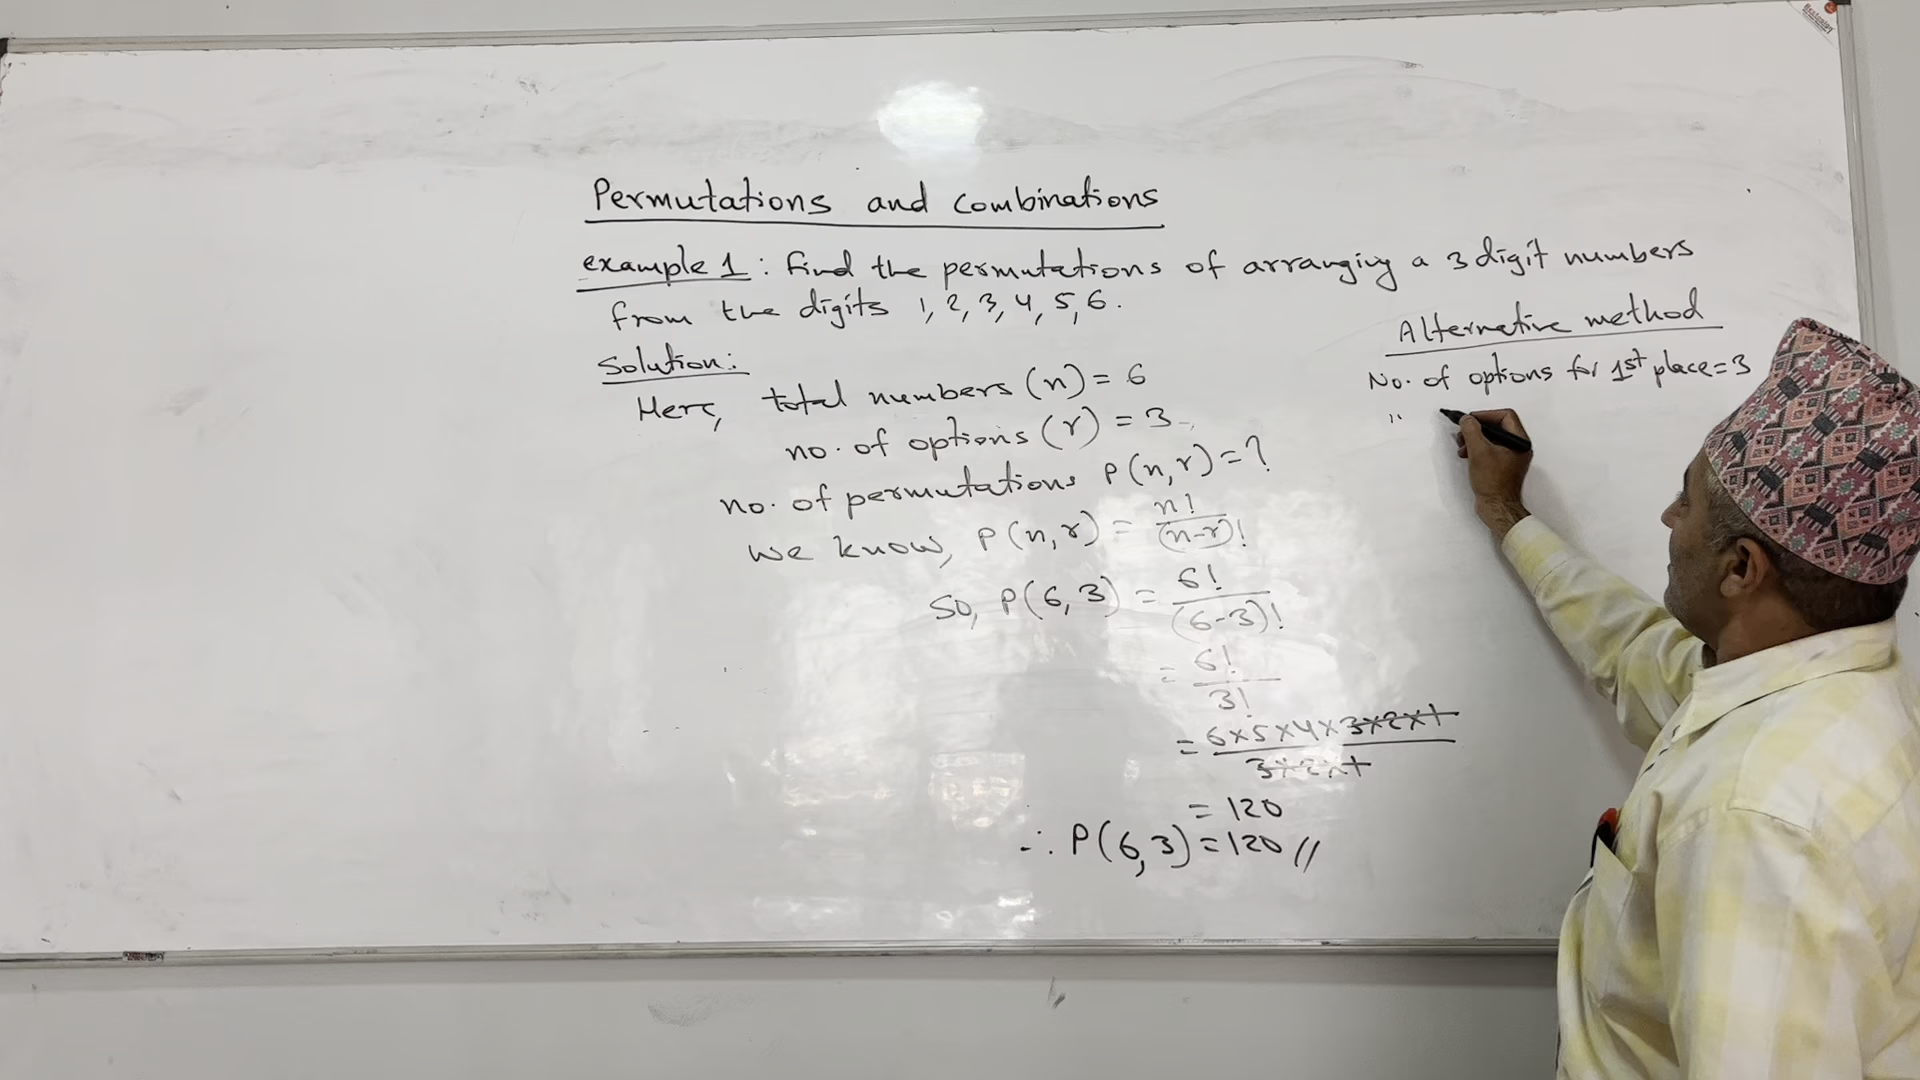 Permutations and combinations
example 1: Find the permutations of arranging a 3 digit numbers
from the digits 1, 2, 3, 4, 5, 6.
Solution:
Here, total numbers (n) = 6
no. of options (r) = 3
no. of permutations P(n, r) = ?
we know, P(n, r) = n! / (n-r)!
So, P(6, 3) = 6! / (6-3)!
= 6! / 3!
= 6×5×4×3×2×1 / 3×2×1
= 120
∴ P(6,3) = 120 //
Alternative method
No. of options for 1st place = 3
"